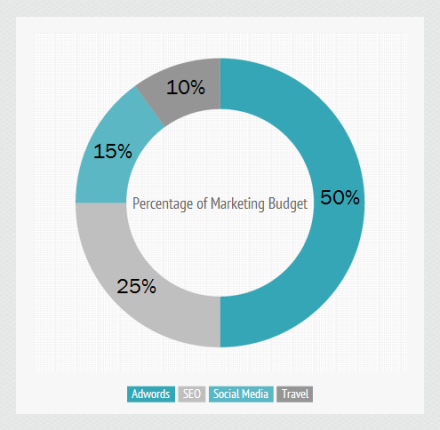 10%
15%
50%
Percentage of Marketing Budget
25%
Adwords SEO Social Media Travel